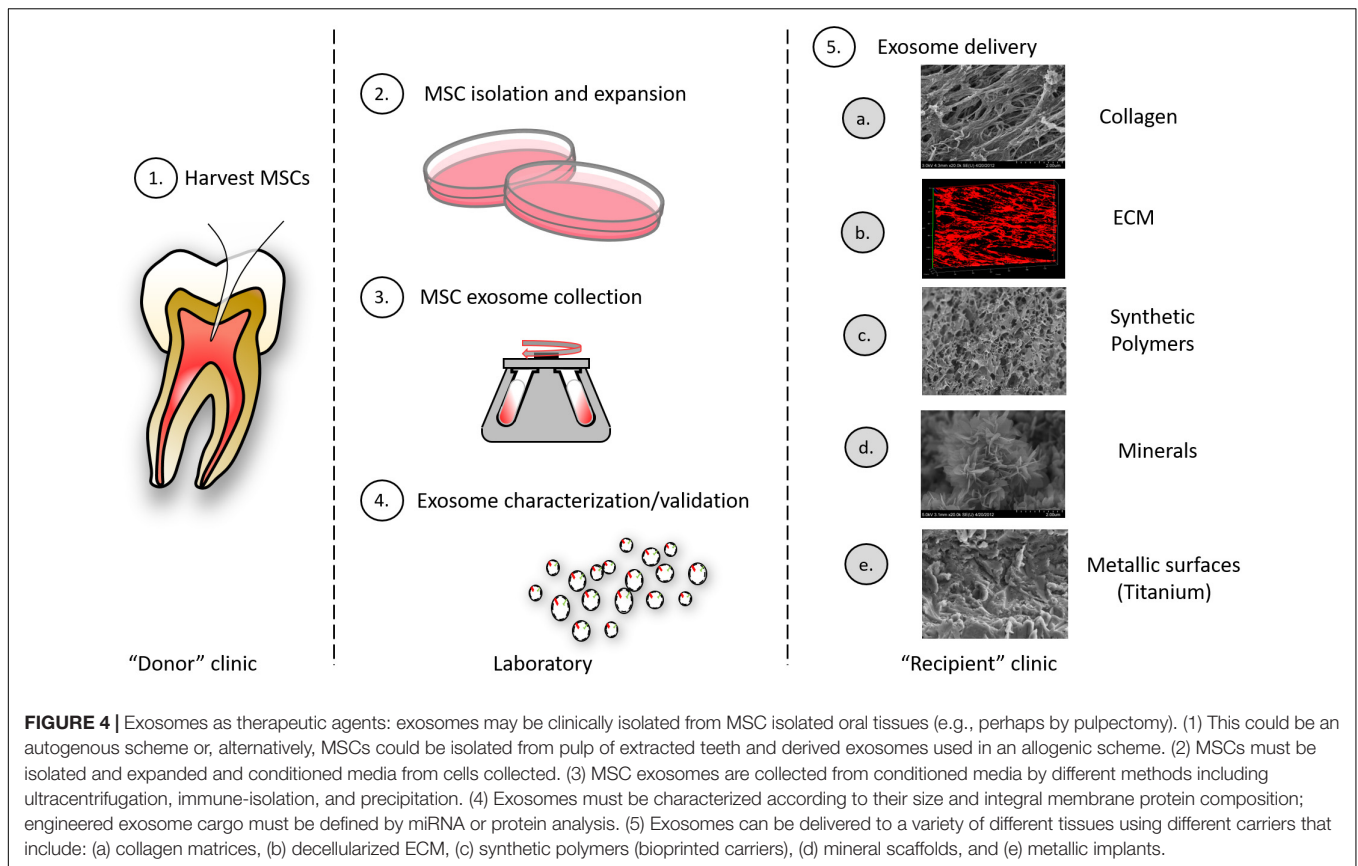 1. Harvest MSCs
2. MSC isolation and expansion
3. MSC exosome collection
4. Exosome characterization/validation
5. Exosome delivery
a. Collagen
b. ECM
c. Synthetic
Polymers
d. Minerals
e. Metallic surfaces
(Titanium)
“Donor” clinic
Laboratory
“Recipient” clinic
FIGURE 4 | Exosomes as therapeutic agents: exosomes may be clinically isolated from MSC isolated oral tissues (e.g., perhaps by pulpectomy). (1) This could be an
autogenous scheme or, alternatively, MSCs could be isolated from pulp of extracted teeth and derived exosomes used in an allogenic scheme. (2) MSCs must be
isolated and expanded and conditioned media from cells collected. (3) MSC exosomes are collected from conditioned media by different methods including
ultracentrifugation, immune-isolation, and precipitation. (4) Exosomes must be characterized according to their size and integral membrane protein composition;
engineered exosome cargo must be defined by miRNA or protein analysis. (5) Exosomes can be delivered to a variety of different tissues using different carriers that
include: (a) collagen matrices, (b) decellularized ECM, (c) synthetic polymers (bioprinted carriers), (d) mineral scaffolds, and (e) metallic implants.